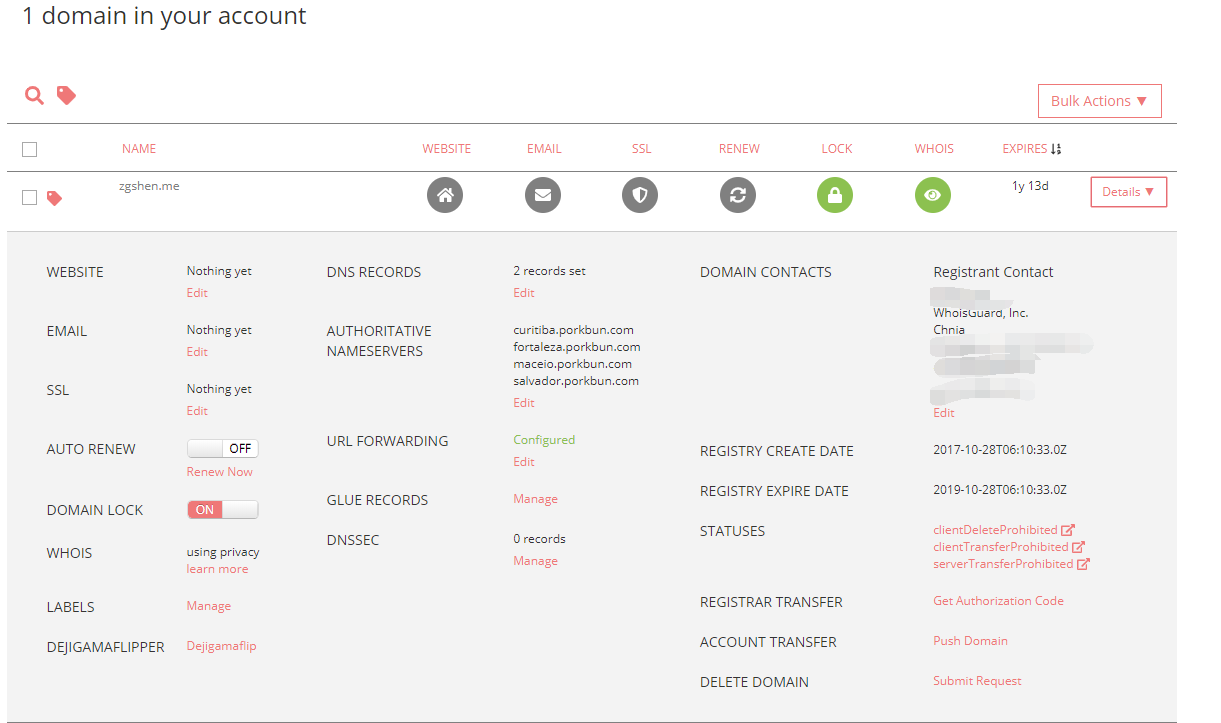 1 domain in your account
Bulk Actions ▼
NAME WEBSITE EMAIL SSL RENEW LOCK WHOIS EXPIRES
zgshen.me 1y 13d Details ▼
WEBSITE
Nothing yet
Edit
EMAIL
Nothing yet
Edit
SSL
Nothing yet
Edit
AUTO RENEW
OFF
Renew Now
DOMAIN LOCK
ON
WHOIS
using privacy
learn more
LABELS
Manage
DEJIGAMAFLIPPER
Dejigamaflip
DNS RECORDS
2 records set
Edit
AUTHORITATIVE
NAMESERVERS
curitiba.porkbun.com
fortaleza.porkbun.com
maceio.porkbun.com
salvador.porkbun.com
Edit
URL FORWARDING
Configured
Edit
GLUE RECORDS
Manage
DNSSEC
0 records
Manage
DOMAIN CONTACTS
Registrant Contact
WhoisGuard, Inc.
Chnia
Edit
REGISTRY CREATE DATE
2017-10-28T06:10:33.0Z
REGISTRY EXPIRE DATE
2019-10-28T06:10:33.0Z
STATUSES
clientDeleteProhibited
clientTransferProhibited
serverTransferProhibited
REGISTRAR TRANSFER
Get Authorization Code
ACCOUNT TRANSFER
Push Domain
DELETE DOMAIN
Submit Request